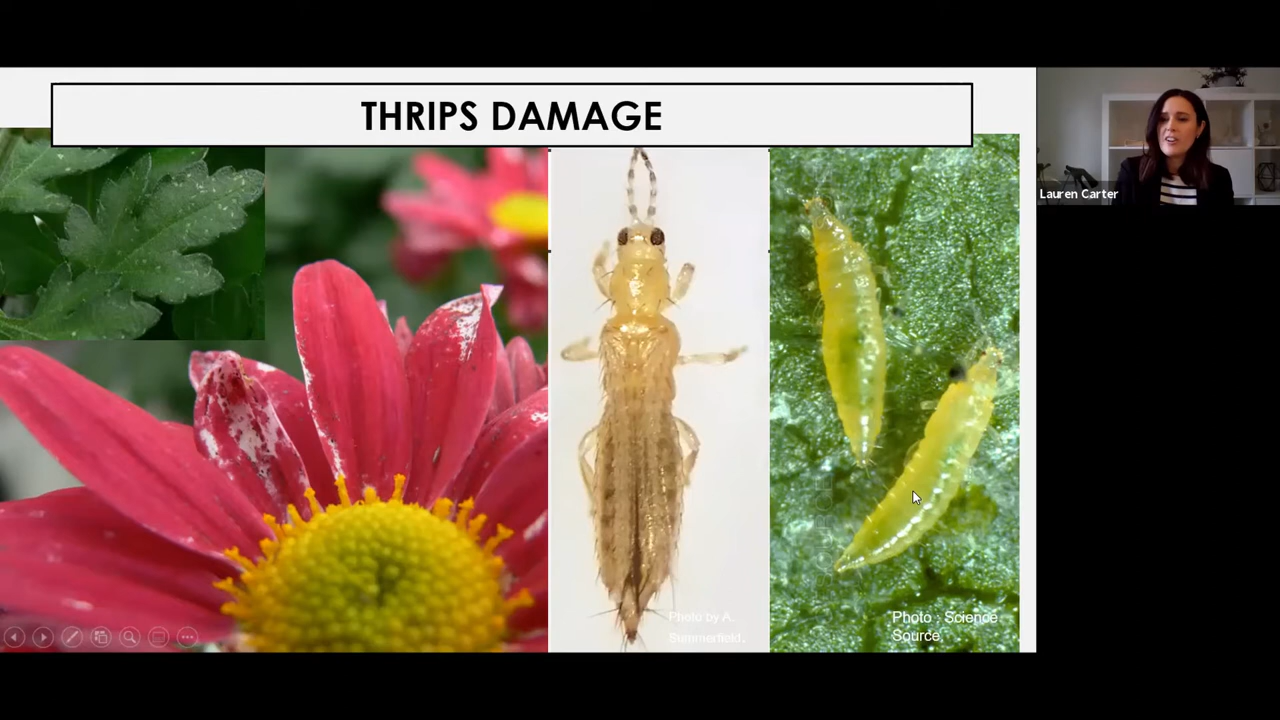 THRIPS DAMAGE
Lauren Carter
Photo by A.
Summerfield.
Photo : Science
Source